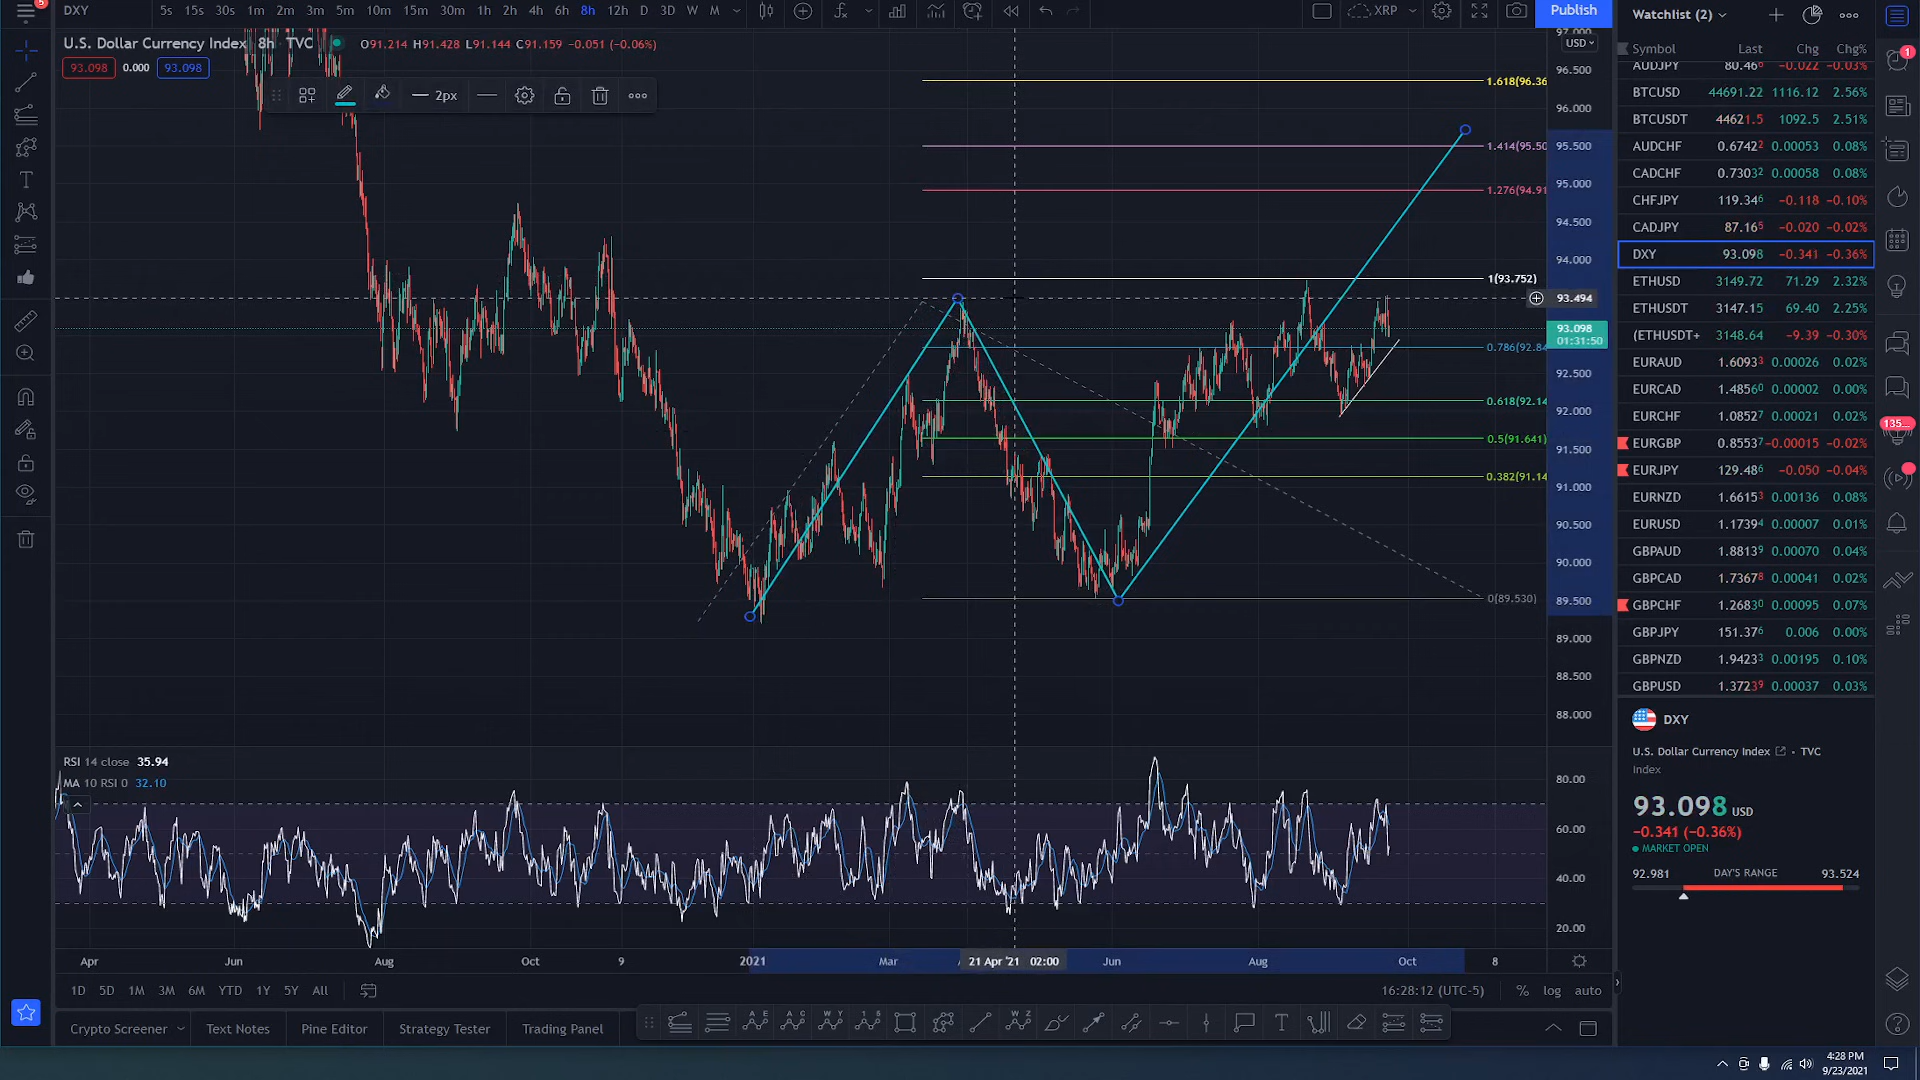 DXY 5s 15s 30s 1m 2m 3m 5m 10m 15m 30m 1h 2h 4h 6h 8h 12h D 3D W M XRP Publish
U.S. Dollar Currency Index 8h TVC O91.214 H91.428 L91.144 C91.159 −0.051 (−0.06%)
93.098 0.000 93.098
2px
USD
97.000
96.500
96.000
95.500
95.000
94.500
94.000
93.494
93.098
01:31:50
92.500
92.000
91.500
91.000
90.500
90.000
89.500
89.000
88.500
88.000
1.618(96.36
1.414(95.50
1.276(94.91
1(93.752)
0.786(92.84
0.618(92.14
0.5(91.641)
0.382(91.14
0(89.530)
RSI 14 close 35.94
MA 10 RSI 0 32.10
80.00
60.00
40.00
20.00
Apr Jun Aug Oct 9 2021 Mar 21 Apr '21 02:00 Jun Aug Oct 8
1D 5D 1M 3M 6M YTD 1Y 5Y All 16:28:12 (UTC-5) % log auto
Crypto Screener Text Notes Pine Editor Strategy Tester Trading Panel
Watchlist (2)
Symbol Last Chg Chg%
AUDJPY 80.466 −0.022 −0.03%
BTCUSD 44691.22 1116.12 2.56%
BTCUSDT 44621.5 1092.5 2.51%
AUDCHF 0.67422 0.00053 0.08%
CADCHF 0.73032 0.00058 0.08%
CHFJPY 119.346 −0.118 −0.10%
CADJPY 87.165 −0.020 −0.02%
DXY 93.098 −0.341 −0.36%
ETHUSD 3149.72 71.29 2.32%
ETHUSDT 3147.15 69.40 2.25%
(ETHUSDT+ 3148.64 −9.39 −0.30%
EURAUD 1.60933 0.00026 0.02%
EURCAD 1.48560 0.00002 0.00%
EURCHF 1.08527 0.00021 0.02%
EURGBP 0.85537 −0.00015 −0.02%
EURJPY 129.486 −0.050 −0.04%
EURNZD 1.66153 0.00136 0.08%
EURUSD 1.17394 0.00007 0.01%
GBPAUD 1.88139 0.00070 0.04%
GBPCAD 1.73678 0.00041 0.02%
GBPCHF 1.26830 0.00095 0.07%
GBPJPY 151.376 0.006 0.00%
GBPNZD 1.94233 0.00195 0.10%
GBPUSD 1.37239 0.00037 0.03%
DXY
U.S. Dollar Currency Index • TVC
Index
93.098 USD
−0.341 (−0.36%)
MARKET OPEN
92.981 DAY'S RANGE 93.524
5
1
135
4:28 PM
9/23/2021